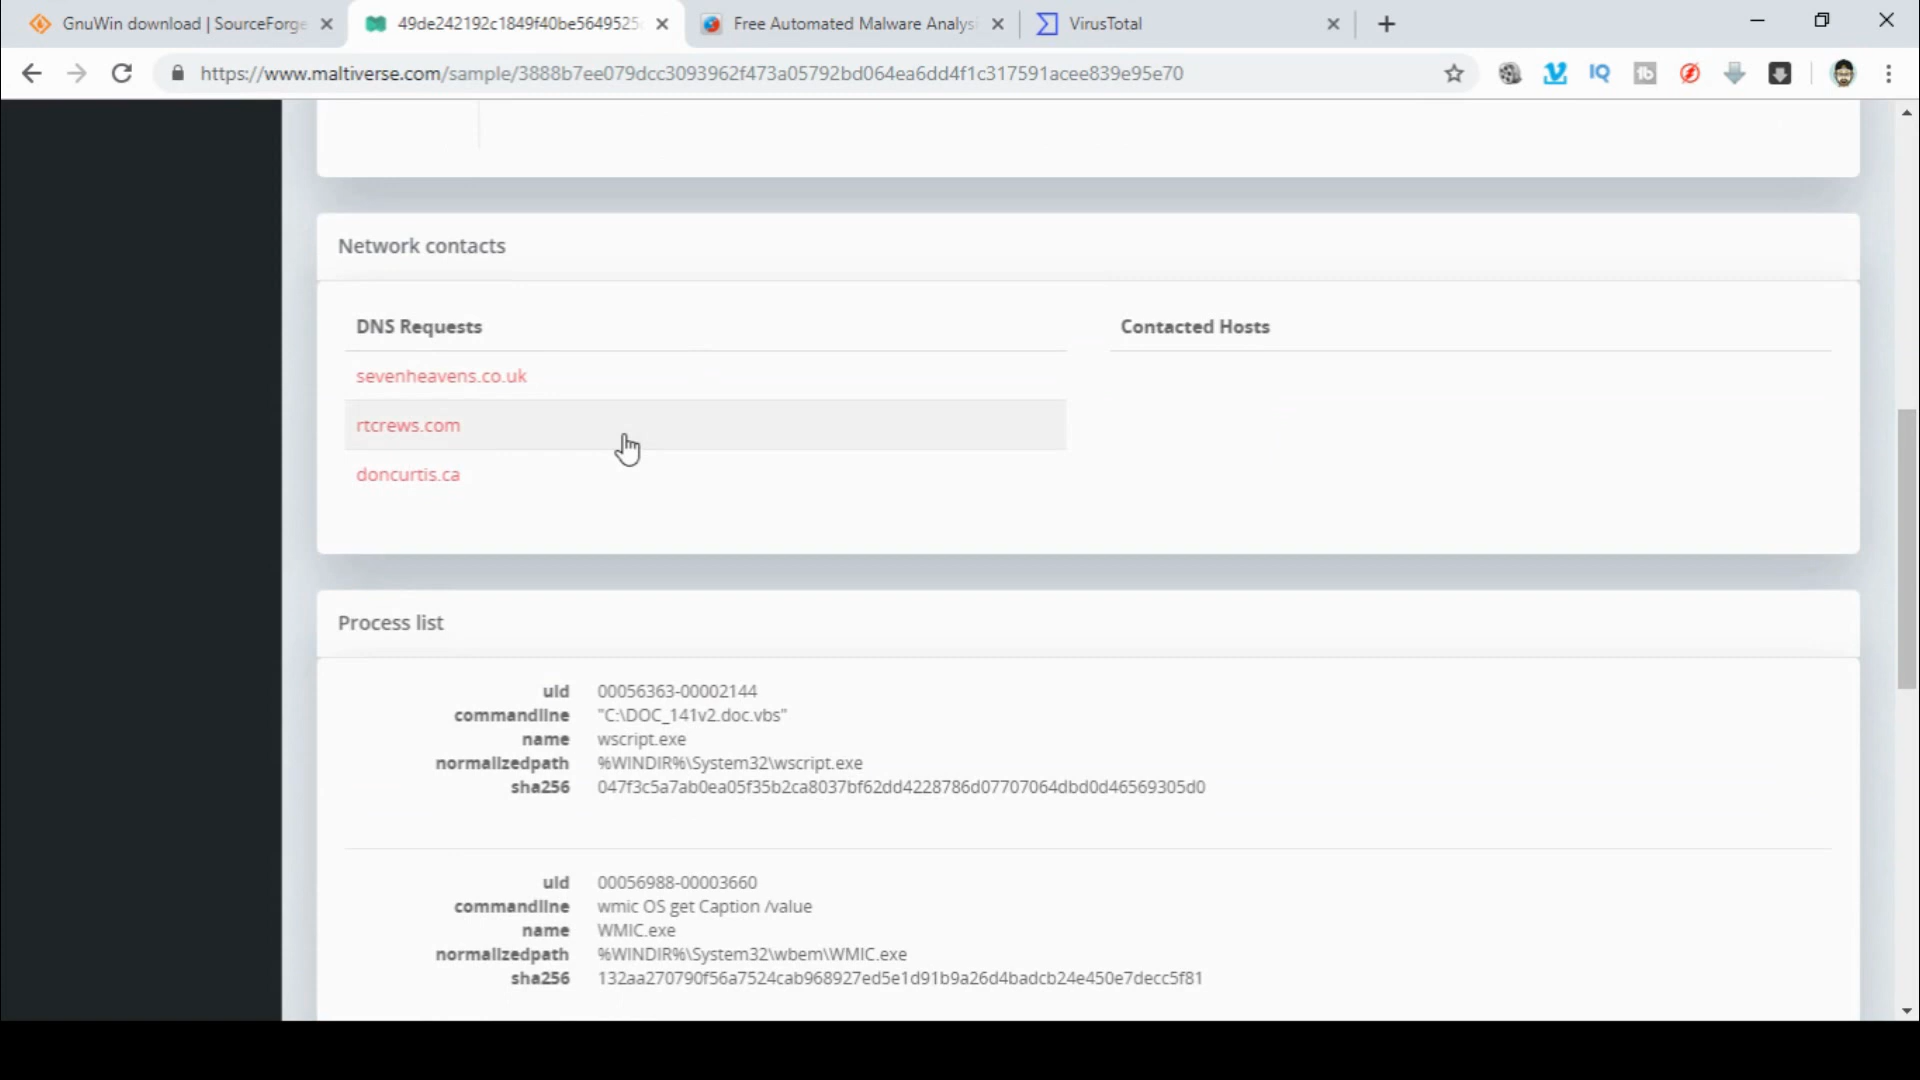 GnuWin download | SourceForge
49de242192c1849f40be5649525
Free Automated Malware Analysi
VirusTotal
https://www.maltiverse.com/sample/3888b7ee079dcc3093962f473a05792bd064ea6dd4f1c317591acee839e95e70
IQ
Network contacts
DNS Requests
Contacted Hosts
sevenheavens.co.uk
rtcrews.com
doncurtis.ca
Process list
uid 00056363-00002144
commandline "C:\DOC_141v2.doc.vbs"
name wscript.exe
normalizedpath %WINDIR%\System32\wscript.exe
sha256 047f3c5a7ab0ea05f35b2ca8037bf62dd4228786d07707064dbd0d46569305d0
uid 00056988-00003660
commandline wmic OS get Caption /value
name WMIC.exe
normalizedpath %WINDIR%\System32\wbem\WMIC.exe
sha256 132aa270790f56a7524cab968927ed5e1d91b9a26d4badcb24e450e7decc5f81